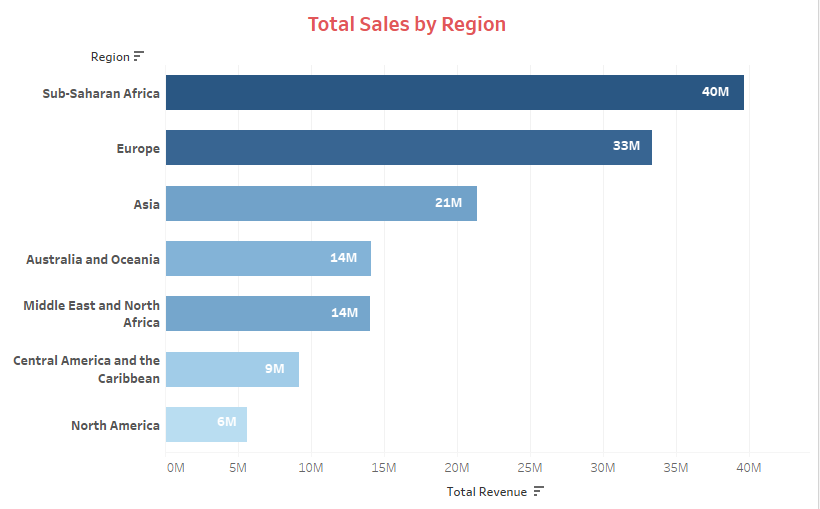 Total Sales by Region
Region
Sub-Saharan Africa
40M
Europe
33M
Asia
21M
Australia and Oceania
14M
Middle East and North
Africa
14M
Central America and the
Caribbean
9M
North America
6M
0M 5M 10M 15M 20M 25M 30M 35M 40M
Total Revenue